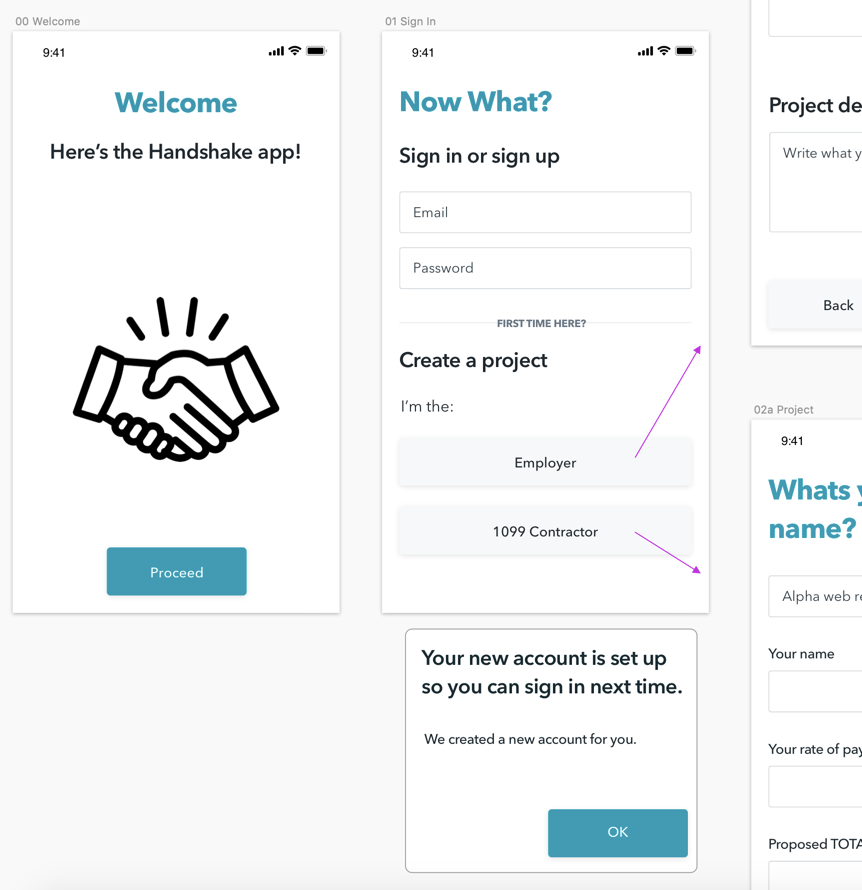 00 Welcome
9:41
Welcome
Here's the Handshake app!
Proceed
01 Sign In
9:41
Now What?
Sign in or sign up
Email
Password
FIRST TIME HERE?
Create a project
I'm the:
Employer
1099 Contractor
Your new account is set up
so you can sign in next time.
We created a new account for you.
OK
Project de
Write what y
Back
02a Project
9:41
Whats y
name?
Alpha web re
Your name
Your rate of pay
Proposed TOTA